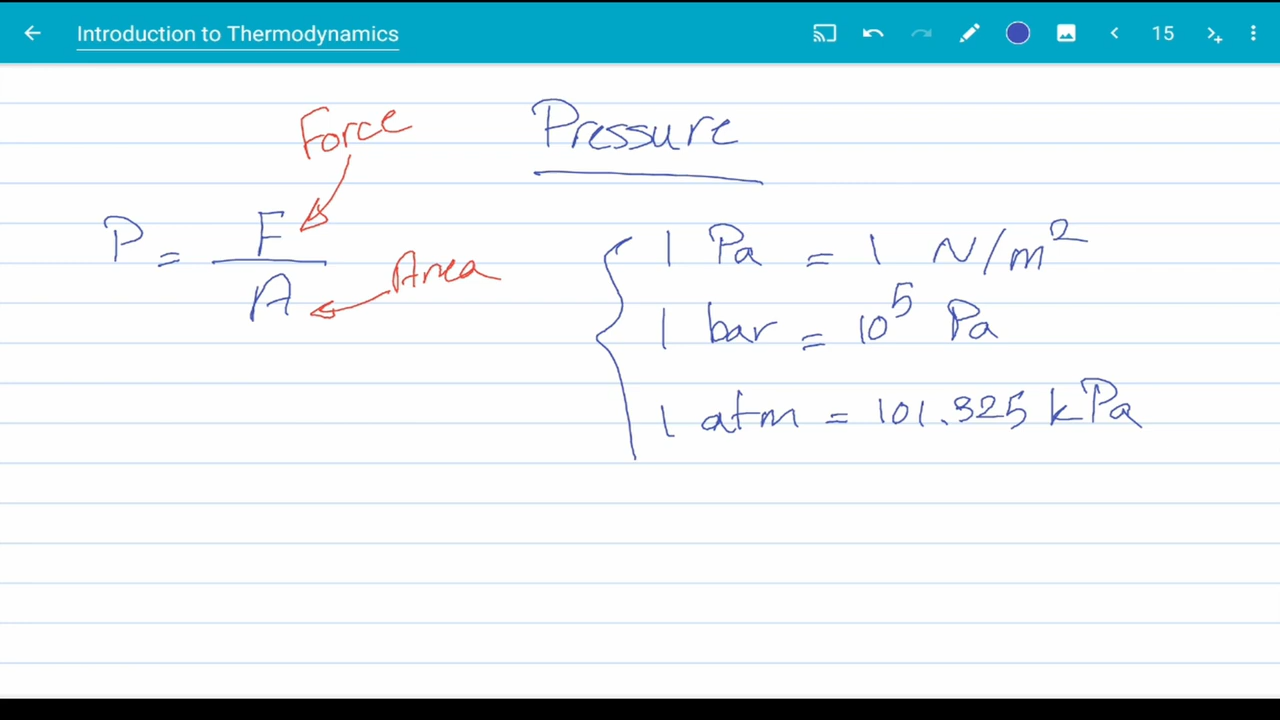 Introduction to Thermodynamics
15
Pressure
Force
P = F / A
Area
1 Pa = 1 N/m²
1 bar = 10⁵ Pa
1 atm = 101.325 kPa